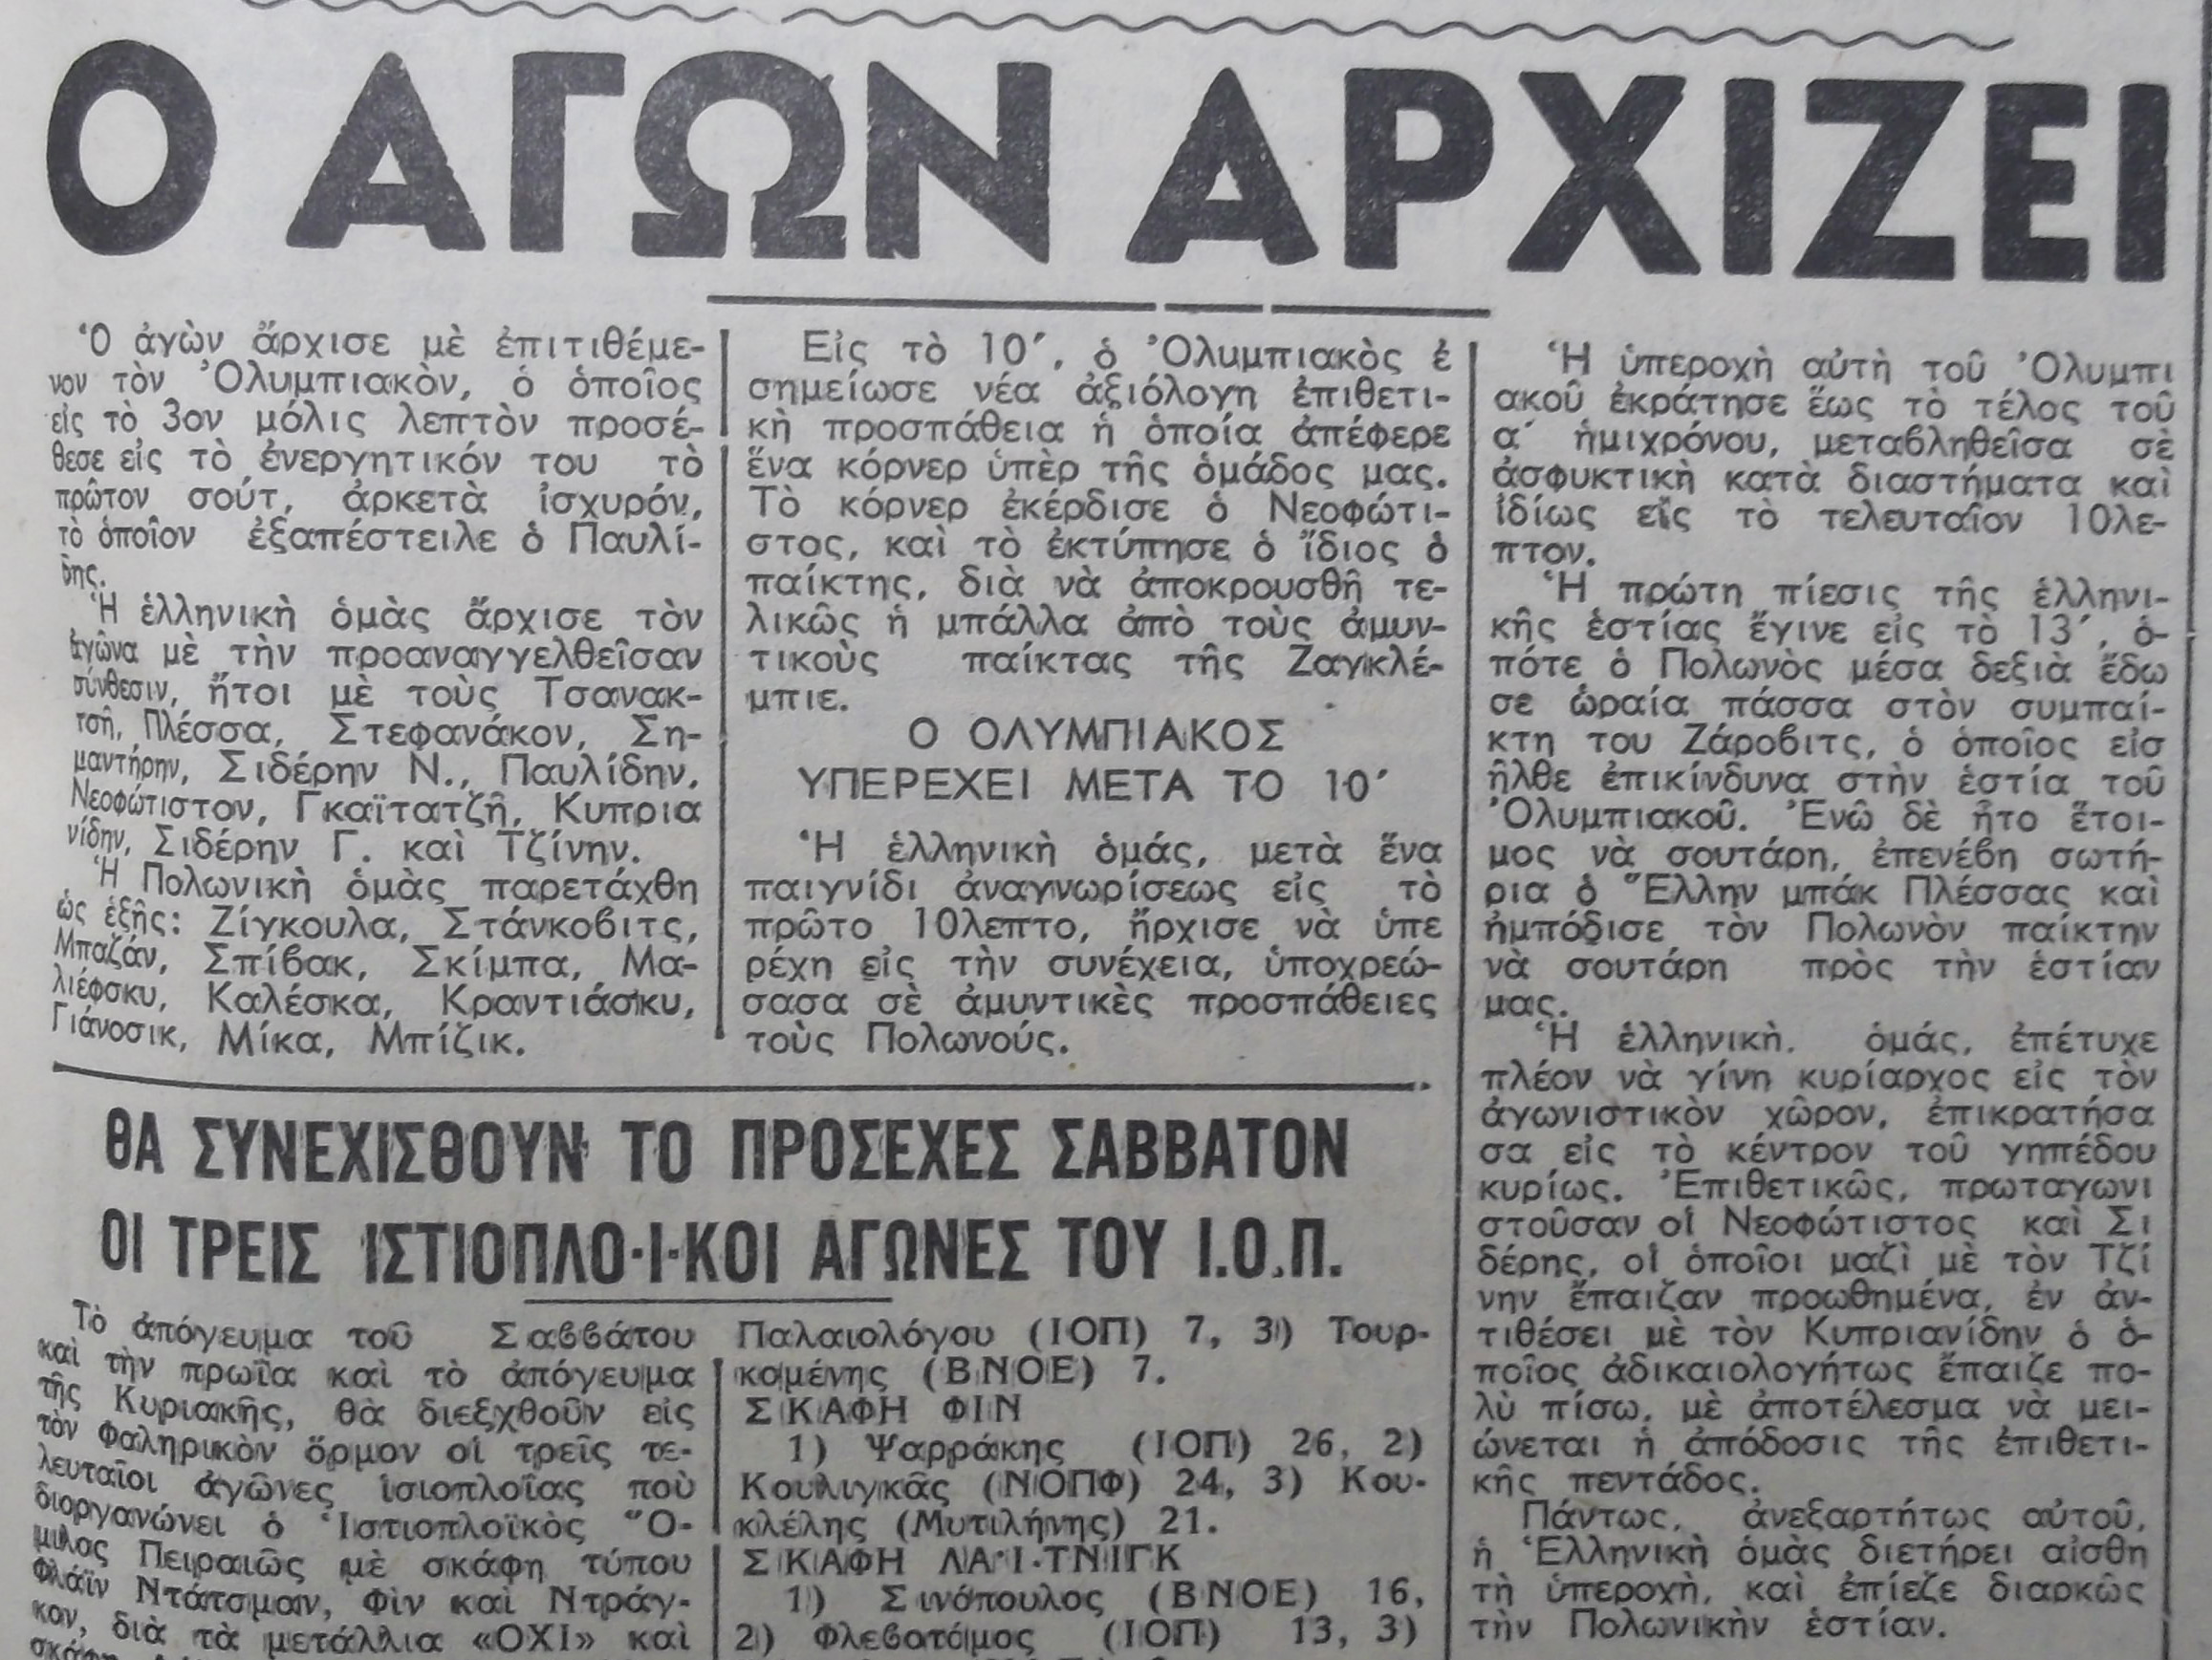 Ο ΑΓΩΝ ΑΡΧΙΖΕΙ
Ὁ ἀγὼν ἄρχισε μὲ ἐπιτιθέμε-
νον τὸν Ὀλυμπιακὸν, ὁ ὁποῖος
εἰς τὸ 3ον μόλις λεπτὸν προσέ-
θεσε εἰς τὸ ἐνεργητικόν του τὸ
πρῶτον σούτ, ἀρκετὰ ἰσχυρόν,
τὸ ὁποῖον ἐξαπέστειλε ὁ Παυλί-
δης.
Ἡ ἑλληνικὴ ὁμὰς ἄρχισε τὸν
ἀγῶνα μὲ τὴν προαναγγελθεῖσαν
σύνθεσιν, ἤτοι μὲ τοὺς Τσανακ-
τσῆ, Πλέσσα, Στεφανάκον, Ση-
μαντήρην, Σιδέρην Ν., Παυλίδην,
Νεοφώτιστον, Γκαϊτατζῆ, Κυπρια
νίδην, Σιδέρην Γ. καὶ Τζίνην.
Ἡ Πολωνικὴ ὁμὰς παρετάχθη
ὡς ἑξῆς: Ζίγκουλα, Στάνκοβιτς,
Μπαζάν, Σπίβακ, Σκίμπα, Μα-
λιέφσκυ, Καλέσκα, Κραντιάσκυ,
Γιάνοσικ, Μίκα, Μπίζικ.
Εἰς τὸ 10′, ὁ Ὀλυμπιακὸς ἐ
σημείωσε νέα ἀξιόλογη ἐπιθετι-
κὴ προσπάθεια ἡ ὁποία ἀπέφερε
ἕνα κόρνερ ὑπὲρ τῆς ὁμάδος μας.
Τὸ κόρνερ ἐκέρδισε ὁ Νεοφώτι-
στος, καὶ τὸ ἐκτύπησε ὁ ἴδιος ὁ
παίκτης, διὰ νὰ ἀποκρουσθῆ τε-
λικῶς ἡ μπάλλα ἀπὸ τοὺς ἀμυν-
τικοὺς παίκτας τῆς Ζαγκλέ-
μπιε.
Ο ΟΛΥΜΠΙΑΚΟΣ
ΥΠΕΡΕΧΕΙ ΜΕΤΑ ΤΟ 10′
Ἡ ἑλληνικὴ ὁμάς, μετὰ ἕνα
παιγνίδι ἀναγνωρίσεως εἰς τὸ
πρῶτο 10λεπτο, ἤρχισε νὰ ὑπε
ρέχη εἰς τὴν συνέχεια, ὑποχρεώ-
σασα σὲ ἀμυντικὲς προσπάθειες
τοὺς Πολωνούς.
Ἡ ὑπεροχὴ αὐτὴ τοῦ Ὀλυμπι
ακοῦ ἐκράτησε ἕως τὸ τέλος τοῦ
α′ ἡμιχρόνου, μεταβληθεῖσα σὲ
ἀσφυκτικὴ κατὰ διαστήματα καὶ
ἰδίως εἰς τὸ τελευταῖον 10λε-
πτον.
Ἡ πρώτη πίεσις τῆς ἑλληνι-
κῆς ἑστίας ἔγινε εἰς τὸ 13′, ὁ-
πότε ὁ Πολωνὸς μέσα δεξιὰ ἔδω
σε ὡραία πάσσα στὸν συμπαί-
κτη του Ζάροβιτς, ὁ ὁποῖος εἰσ
ῆλθε ἐπικίνδυνα στὴν ἑστία τοῦ
Ὀλυμπιακοῦ. Ἐνῶ δὲ ἦτο ἕτοι-
μος νὰ σουτάρη, ἐπενέβη σωτή-
ρια ὁ Ἕλλην μπάκ Πλέσσας καὶ
ἠμπόδισε τὸν Πολωνὸν παίκτην
νὰ σουτάρη πρὸς τὴν ἑστίαν
μας.
Ἡ ἑλληνικὴ. ὁμάς, ἐπέτυχε
πλέον νὰ γίνη κυρίαρχος εἰς τὸν
ἀγωνιστικὸν χῶρον, ἐπικρατήσα
σα εἰς τὸ κέντρον τοῦ γηπέδου
κυρίως. Ἐπιθετικῶς, πρωταγωνι
στοῦσαν οἱ Νεοφώτιστος καὶ Σι
δέρης, οἱ ὁποῖοι μαζὶ μὲ τὸν Τζί
νην ἔπαιζαν προωθημένα, ἐν ἀν-
τιθέσει μὲ τὸν Κυπριανίδην ὁ ὁ-
ποῖος ἀδικαιολογήτως ἔπαιζε πο-
λὺ πίσω, μὲ ἀποτέλεσμα νὰ μει-
ώνεται ἡ ἀπόδοσις τῆς ἐπιθετι-
κῆς πεντάδος.
Πάντως, ἀνεξαρτήτως αὐτοῦ,
ἡ Ἑλληνικὴ ὁμὰς διετήρει αἰσθη
τὴ ὑπεροχὴ, καὶ ἐπίεζε διαρκῶς
τὴν Πολωνικὴν ἑστίαν.
ΘΑ ΣΥΝΕΧΙΣΘΟΥΝ ΤΟ ΠΡΟΣΕΧΕΣ ΣΑΒΒΑΤΟΝ
ΟΙ ΤΡΕΙΣ ΙΣΤΙΟΠΛΟ·Ι·ΚΟΙ ΑΓΩΝΕΣ ΤΟΥ Ι.Ο.Π.
Τὸ ἀπόγευμα τοῦ Σαββάτου
καὶ τὴν πρωΐα καὶ τὸ ἀπόγευμα
τῆς Κυριακῆς, θὰ διεξχθοῦν εἰς
τὸν Φαληρικὸν ὅρμον οἱ τρεῖς τε-
λευταῖοι ἀγῶνες ἱσιοπλοΐας ποὺ
διοργανώνει ὁ Ἱστιοπλοϊκὸς Ὅ-
μιλος Πειραιῶς μὲ σκάφη τύπου
Φλάϊν Ντάτσμαν, Φὶν καὶ Ντράγ-
κον, διὰ τὰ μετάλλια «ΟΧΙ» καὶ
Παλαιολόγου (ΙΟΠ) 7, 3) Τουρ-
κομένης (ΒΝΟΕ) 7.
ΣΚΑΦΗ ΦΙΝ
1) Ψαρράκης (ΙΟΠ) 26, 2)
Κουλιγκᾶς (ΝΟΠΦ) 24, 3) Κου-
κλέλης (Μυτιλήνης) 21.
ΣΚΑΦΗ ΛΑ·Ι·ΤΝΙΓΚ
1) Σινόπουλος (ΒΝΟΕ) 16,
2) Φλεβοτόμος (ΙΟΠ) 13, 3)